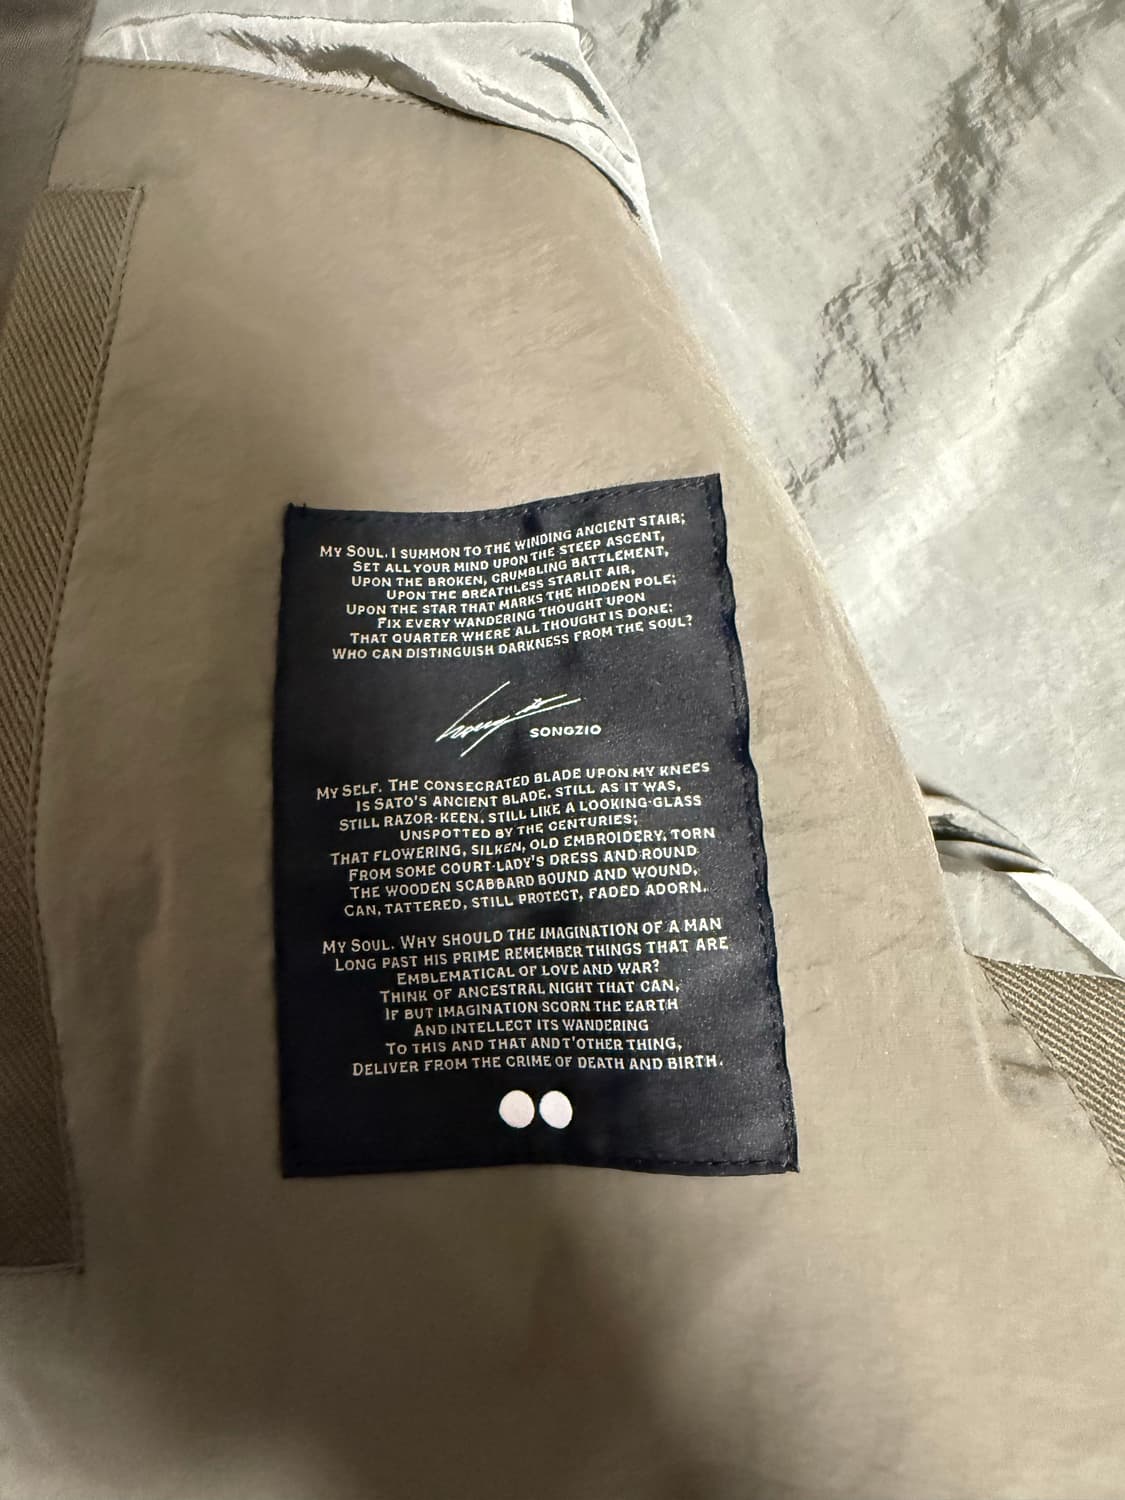 MY SOUL. I SUMMON TO THE WINDING ANCIENT STAIR;
SET ALL YOUR MIND UPON THE STEEP ASCENT,
UPON THE BROKEN, CRUMBLING BATTLEMENT,
UPON THE BREATHLESS STARLIT AIR,
UPON THE STAR THAT MARKS THE HIDDEN POLE;
FIX EVERY WANDERING THOUGHT UPON
THAT QUARTER WHERE ALL THOUGHT IS DONE:
WHO CAN DISTINGUISH DARKNESS FROM THE SOUL?
SONGZIO
MY SELF. THE CONSECRATED BLADE UPON MY KNEES
IS SATO'S ANCIENT BLADE, STILL AS IT WAS,
STILL RAZOR-KEEN, STILL LIKE A LOOKING-GLASS
UNSPOTTED BY THE CENTURIES;
THAT FLOWERING, SILKEN, OLD EMBROIDERY, TORN
FROM SOME COURT-LADY'S DRESS AND ROUND
THE WOODEN SCABBARD BOUND AND WOUND,
CAN, TATTERED, STILL PROTECT, FADED ADORN.
MY SOUL. WHY SHOULD THE IMAGINATION OF A MAN
LONG PAST HIS PRIME REMEMBER THINGS THAT ARE
EMBLEMATICAL OF LOVE AND WAR?
THINK OF ANCESTRAL NIGHT THAT CAN,
IF BUT IMAGINATION SCORN THE EARTH
AND INTELLECT ITS WANDERING
TO THIS AND THAT AND T'OTHER THING,
DELIVER FROM THE CRIME OF DEATH AND BIRTH.